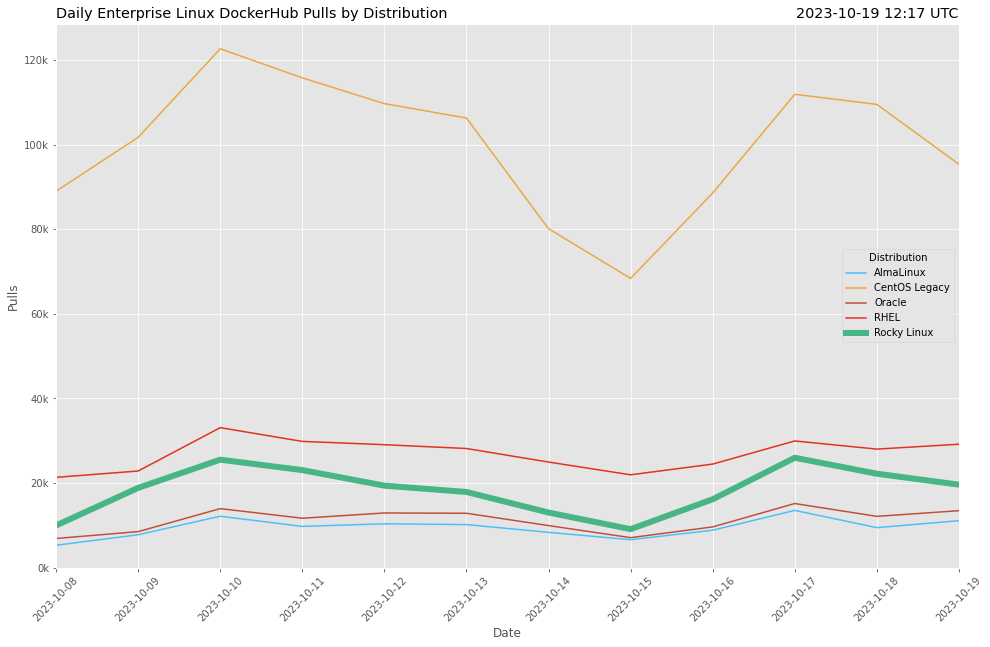 Daily Enterprise Linux DockerHub Pulls by Distribution
2023-10-19 12:17 UTC
Pulls
120k
100k
80k
60k
40k
20k
0k
Distribution
AlmaLinux
CentOS Legacy
Oracle
RHEL
Rocky Linux
2023-10-08
2023-10-09
2023-10-10
2023-10-11
2023-10-12
2023-10-13
2023-10-14
2023-10-15
2023-10-16
2023-10-17
2023-10-18
2023-10-19
Date